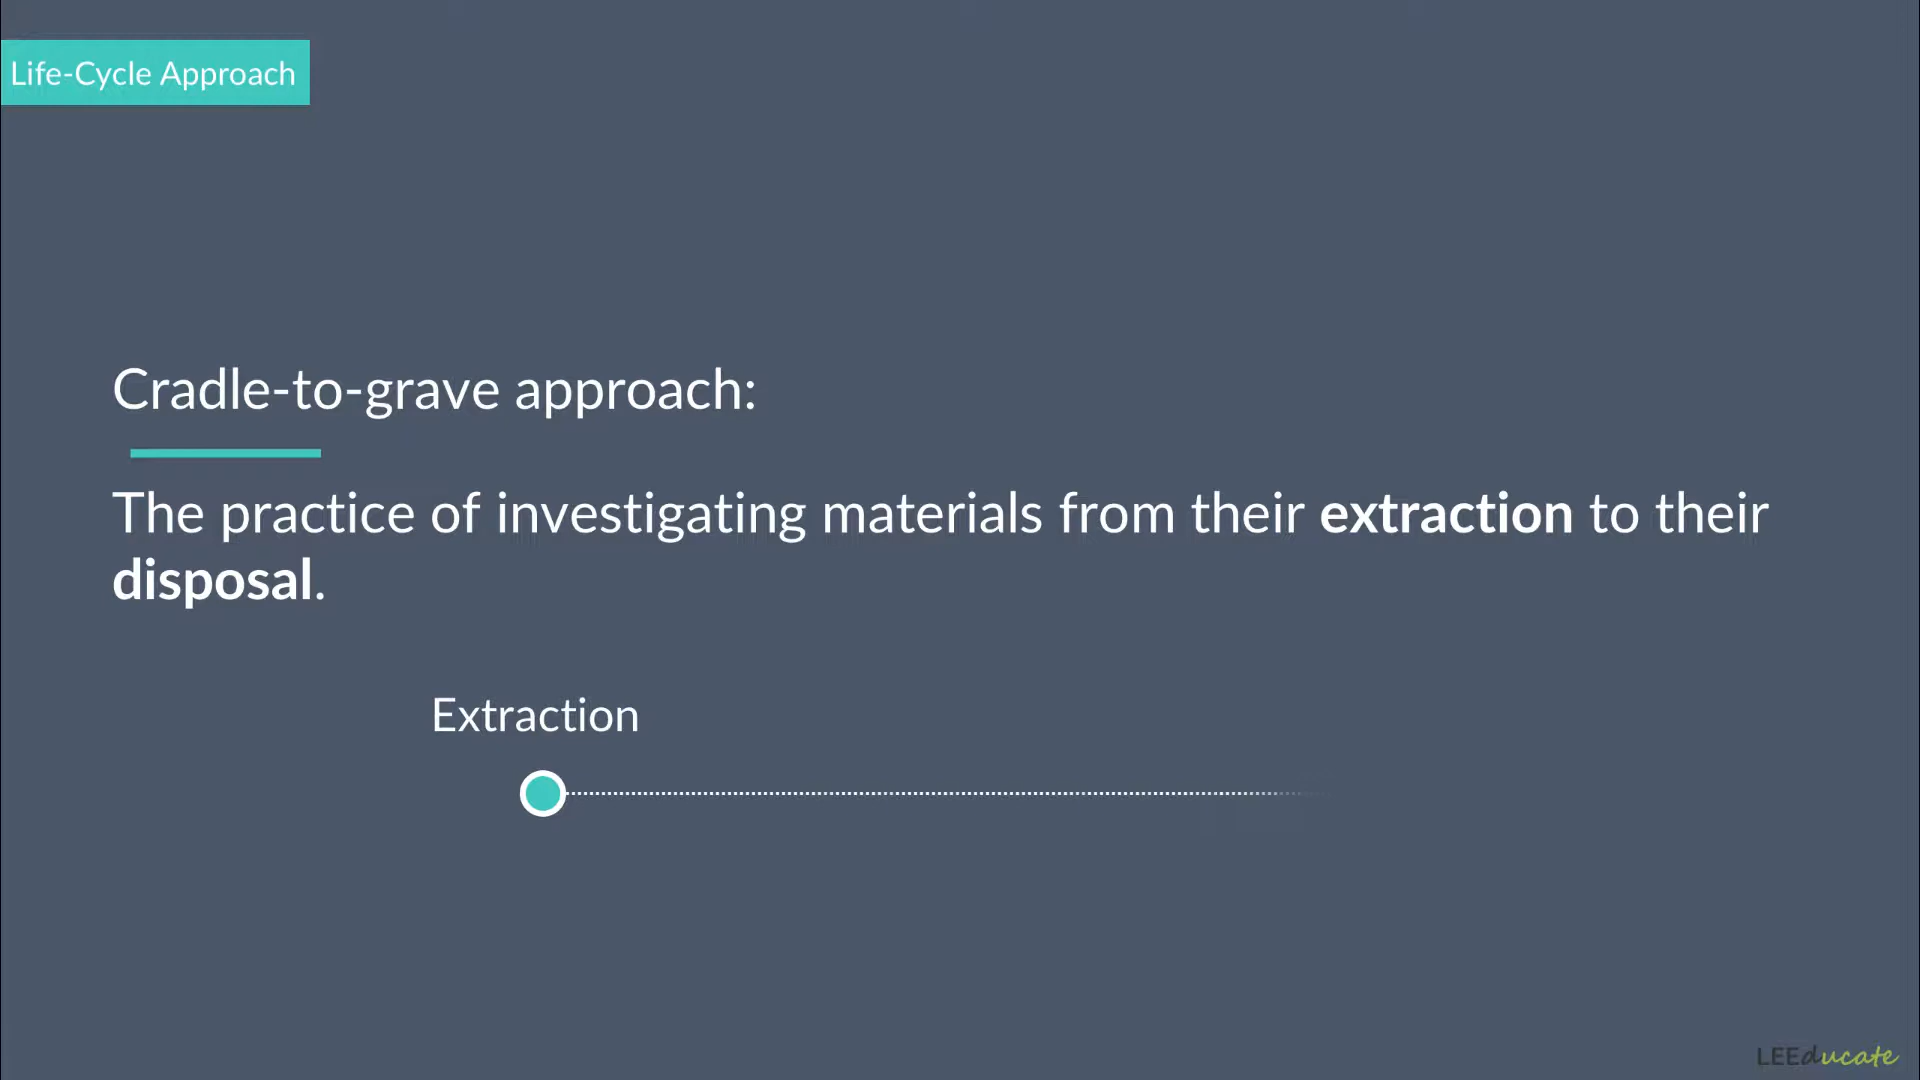 Life-Cycle Approach
Cradle-to-grave approach:
The practice of investigating materials from their extraction to their
disposal.
Extraction
LEEducate